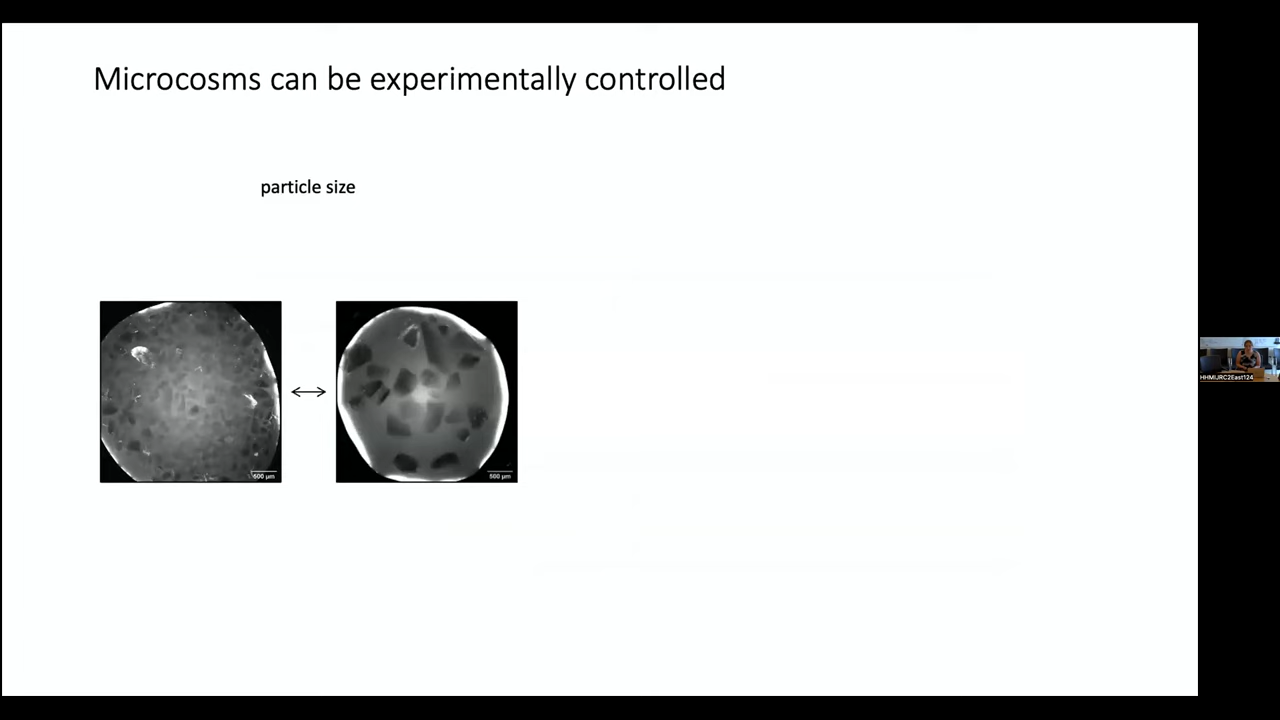 Microcosms can be experimentally controlled
particle size
500 µm
500 µm
HHMIJRC2East124